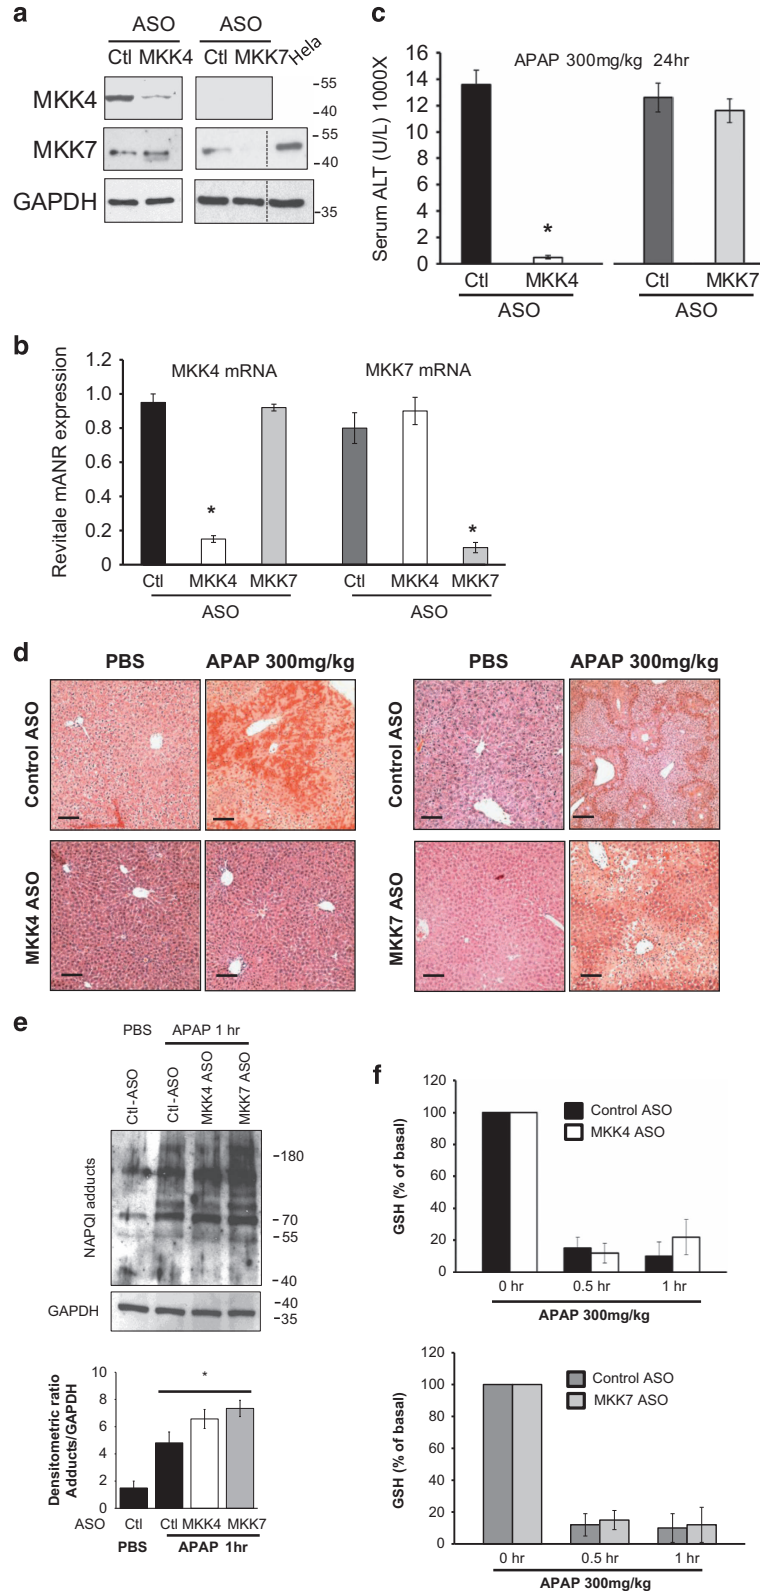 a
ASO
ASO
Ctl MKK4
Ctl MKK7 Hela
MKK4
-55
-40
MKK7
-55
-40
GAPDH
-35
c
APAP 300mg/kg 24hr
Serum ALT (U/L) 1000X
16
14
12
10
8
6
4
2
0
*
Ctl
MKK4
Ctl
MKK7
ASO
ASO
b
Revitale mANR expression
1.2
1.0
0.8
0.6
0.4
0.2
0
MKK4 mRNA
MKK7 mRNA
*
*
Ctl
MKK4
MKK7
Ctl
MKK4
MKK7
ASO
ASO
d
PBS
APAP 300mg/kg
PBS
APAP 300mg/kg
Control ASO
Control ASO
MKK4 ASO
MKK7 ASO
e
PBS
APAP 1 hr
Ctl-ASO
Ctl-ASO
MKK4 ASO
MKK7 ASO
NAPQI adducts
-180
-70
-55
-40
GAPDH
-40
-35
Densitometric ratio
Adducts/GAPDH
10
8
6
4
2
0
*
ASO
Ctl
Ctl
MKK4
MKK7
PBS
APAP 1hr
f
GSH (% of basal)
120
100
80
60
40
20
0
Control ASO
MKK4 ASO
0 hr
0.5 hr
1 hr
APAP 300mg/kg
GSH (% of basal)
120
100
80
60
40
20
0
Control ASO
MKK7 ASO
0 hr
0.5 hr
1 hr
APAP 300mg/kg